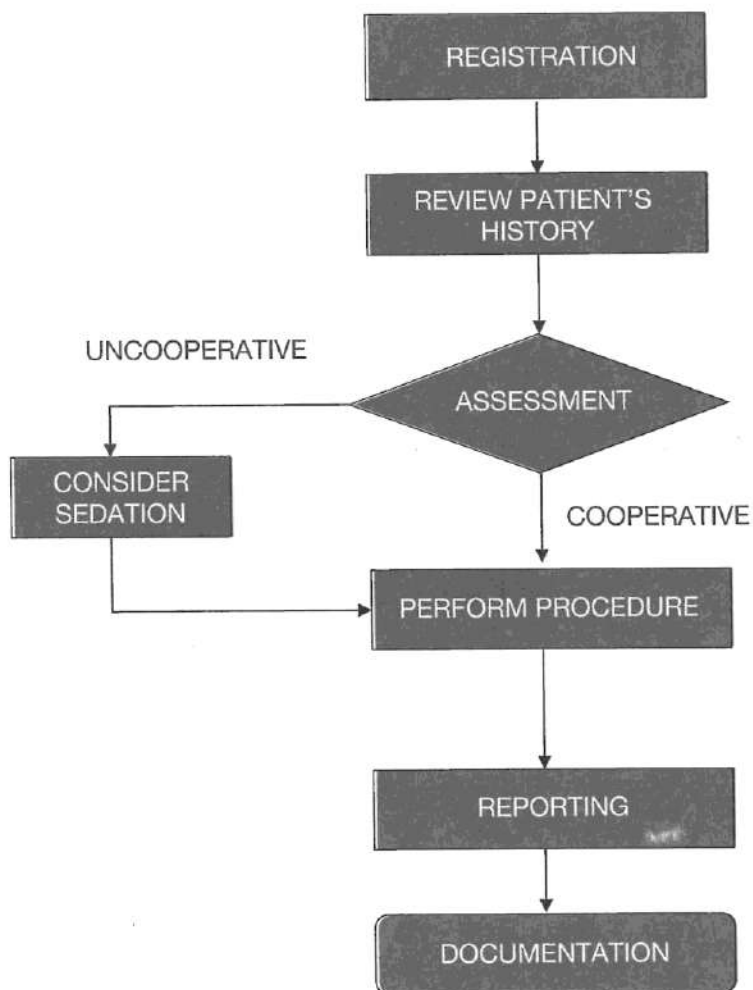 REGISTRATION
REVIEW PATIENT'S
HISTORY
UNCOOPERATIVE
ASSESSMENT
CONSIDER
SEDATION
COOPERATIVE
PERFORM PROCEDURE
REPORTING
DOCUMENTATION